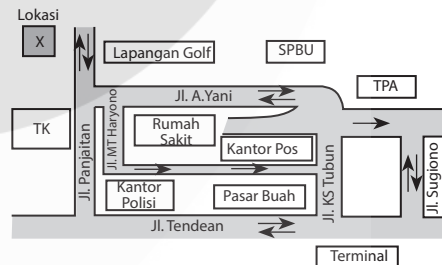 Lokasi
X
Lapangan Golf
SPBU
Jl. A.Yani
TPA
TK
Jl. Panjaitan
Jl.MT Haryono
Rumah
Sakit
Kantor Pos
Jl. KS Tubun
Jl. Sugiono
Kantor
Polisi
Pasar Buah
Jl. Tendean
Terminal